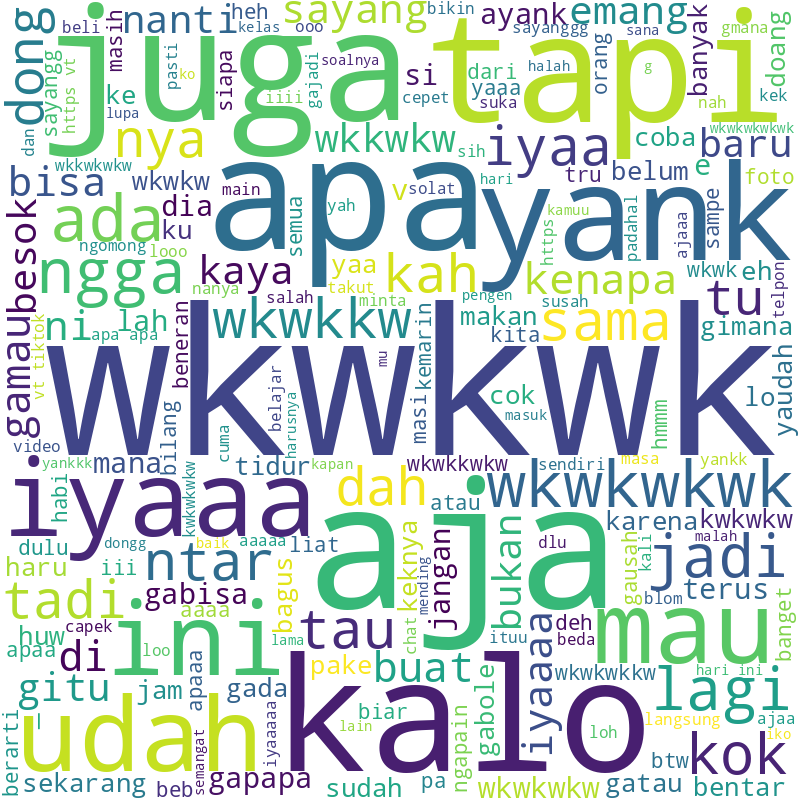 juga
tapi
dong
nanti
heh
beli
kelas
ooo
sayang
bikin
ayank
emang
sayanggg
sana
gmana
masih
https vt
sayangg
pasti
ko
lupa
ke
siapa
iiii
gajadi
soalnya
si
cepet
dari
yaaa
suka
halah
g
orang
nah
banyak
doang
kek
nya
dan
wkkwkw
iyaa
coba
baru
wkwkwkwkwk
wkkwkwkw
sih
bisa
wkwkw
apa
yank
main
v
solat
hari
tru
belum
e
foto
ada
dia
ku
semua
yah
https
kamuu
padahal
ajaaa
sampe
besok
ngomong
looo
ngga
kaya
yaa
kah
kenapa
wkwk
eh
nanya
takut
tu
telpon
gamau
vt tiktok
ni
lah
apa apa
beneran
salah
wkwkkw
minta
pengen
susah
makan
sama
gimana
kita
kemarin
wkwkwk
mu
belajar
harusnya
cok
masuk
masi
hmmm
lo
yaudah
video
yankkk
mana
bilang
cuma
tidur
kapan
wkwkkwkw
sendiri
masa
yankk
iyaaa
habi
kwkwkwkw
dah
atau
wkwkwkwk
aja
karena
kwkwkw
dulu
iii
dongg
baik
aaaaa
liat
ntar
haru
tadi
gabisa
aaaa
bagus
keknya
mending
jangan
bukan
dlu
malah
jadi
gausah
kali
blom
terus
banget
huw
capek
apaa
di
ini
loo
lama
tau
chat
ituu
deh
beda
mau
gitu
jam
apaaa
gada
pake
buat
iyaaaa
wkwkwkkw
hari ini
lagi
ajaa
berarti
_
udah
semangat
iyaaaaa
kalo
lain
biar
gabole
loh
langsung
iko
kok
btw
sekarang
beb
gapapa
sudah
pa
ngapain
wkwkwkw
gatau
bentar